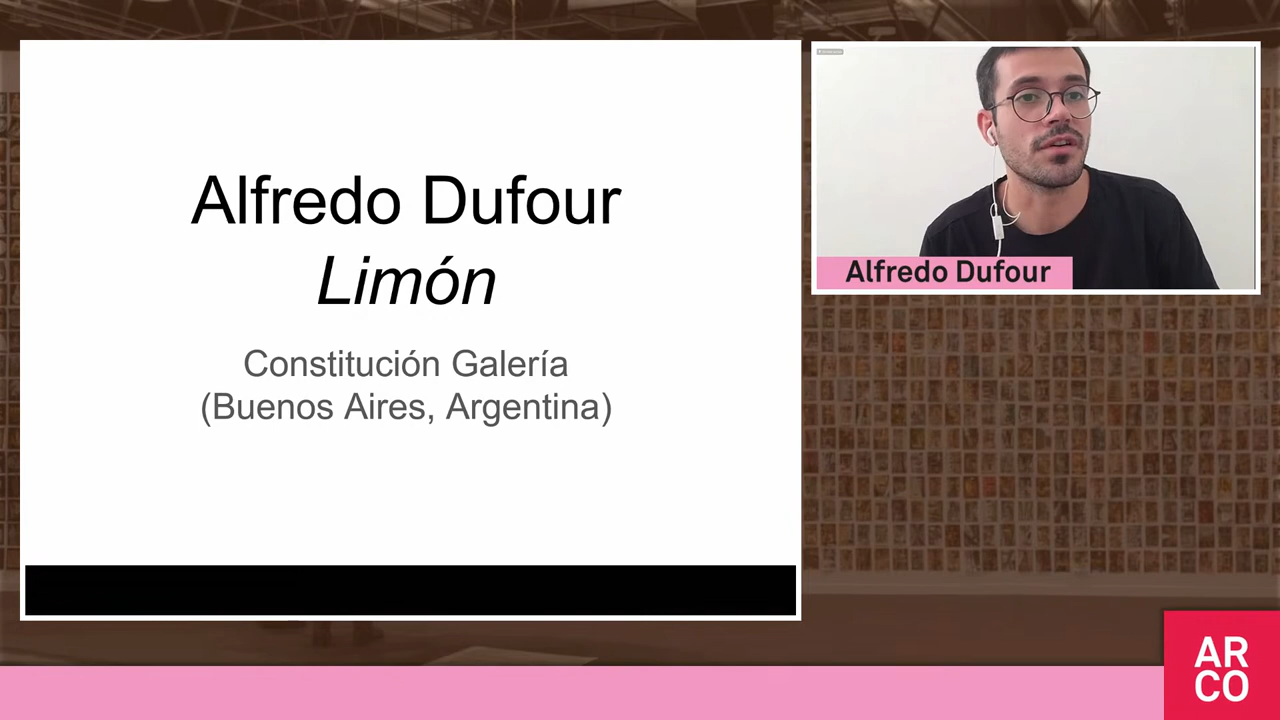 Alfredo Dufour
Limón
Constitución Galería
(Buenos Aires, Argentina)
Alfredo Dufour
AR
CO